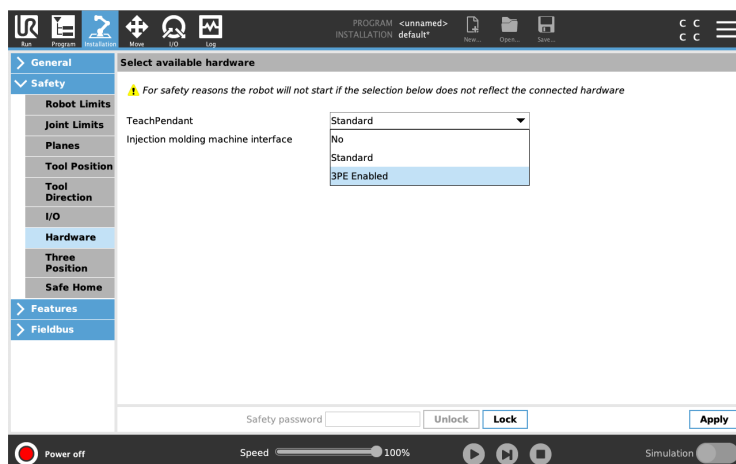 UR
PROGRAM <unnamed>
INSTALLATION default*
C C
C C
Run Program Installation Move I/O Log New... Open... Save...
General
Select available hardware
Safety
For safety reasons the robot will not start if the selection below does not reflect the connected hardware
Robot Limits
TeachPendant Standard
Joint Limits
Injection molding machine interface No
Planes
Standard
Tool Position
3PE Enabled
Tool
Direction
I/O
Hardware
Three
Position
Safe Home
Features
Fieldbus
Safety password Unlock Lock Apply
Power off Speed 100% Simulation